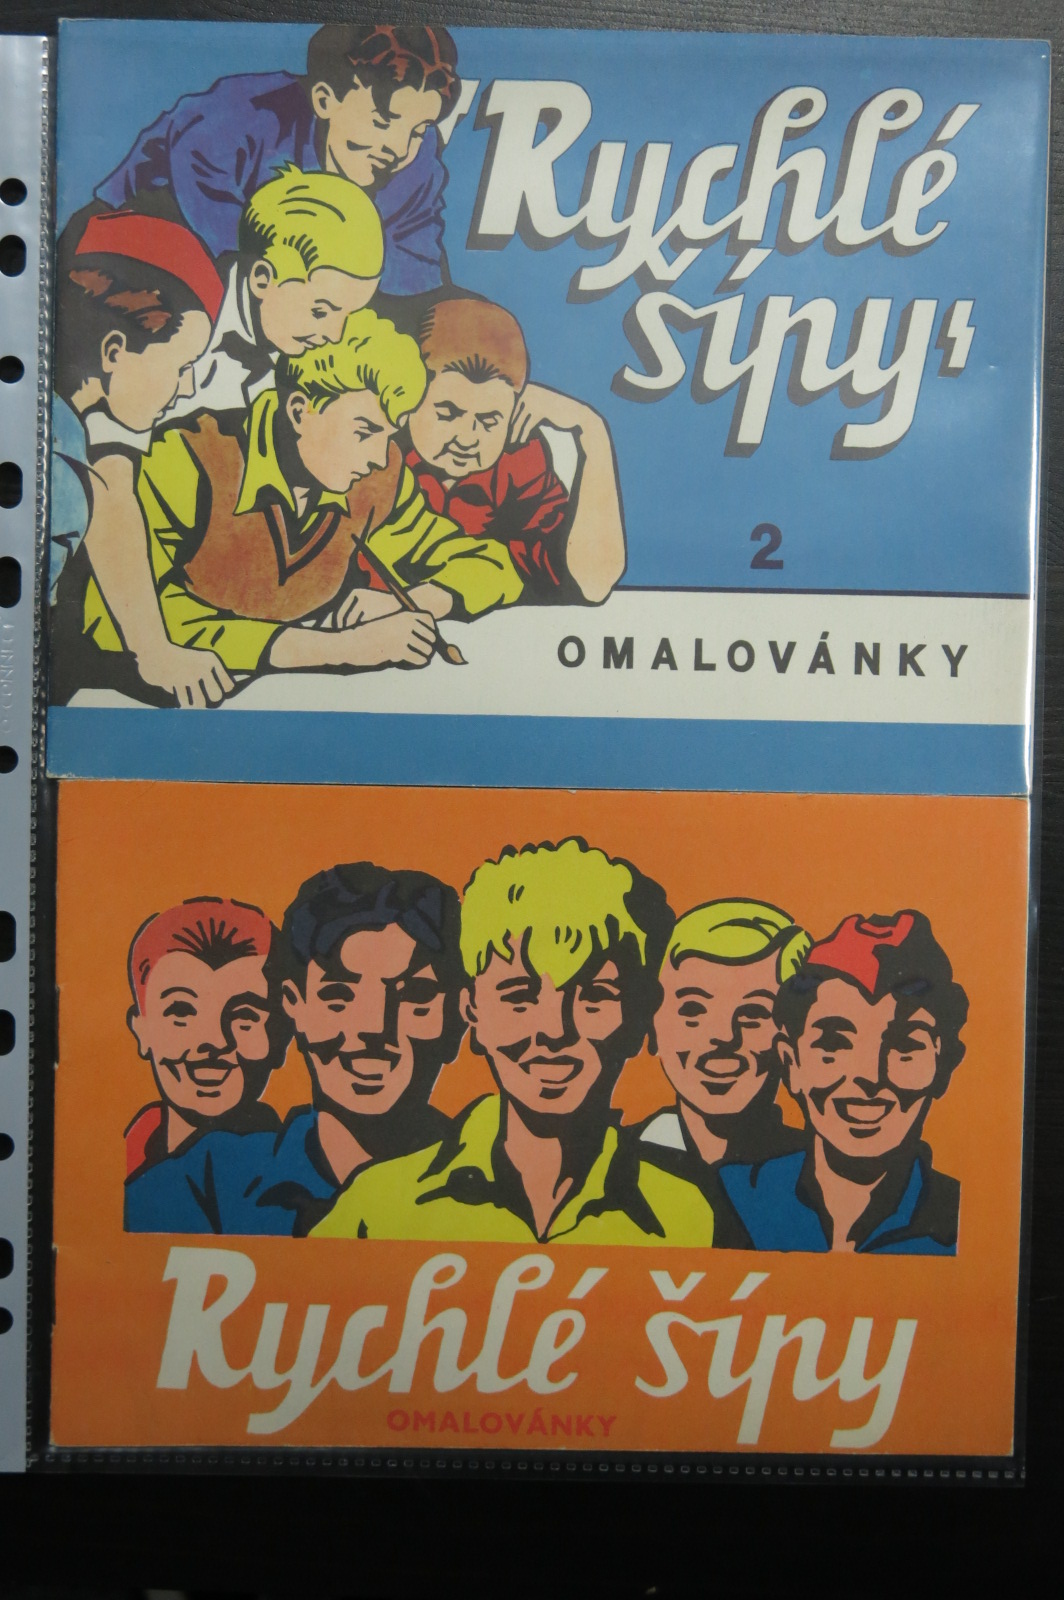 „Rychlé
šípy"
2
OMALOVÁNKY
Rychlé šípy
OMALOVÁNKY